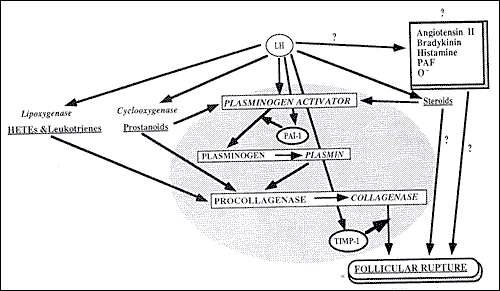 ?
LH
?
Angiotensin II
Bradykinin
Histamine
PAF
O⁻
Lipoxygenase
HETEs & Leukotriences
Cyclooxygenase
Prostanoids
PLASMINOGEN ACTIVATOR
Steroids
PAI-1
?
?
PLASMINOGEN
PLASMIN
PROCOLLAGENASE
COLLAGENASE
TIMP-1
FOLLICULAR RUPTURE